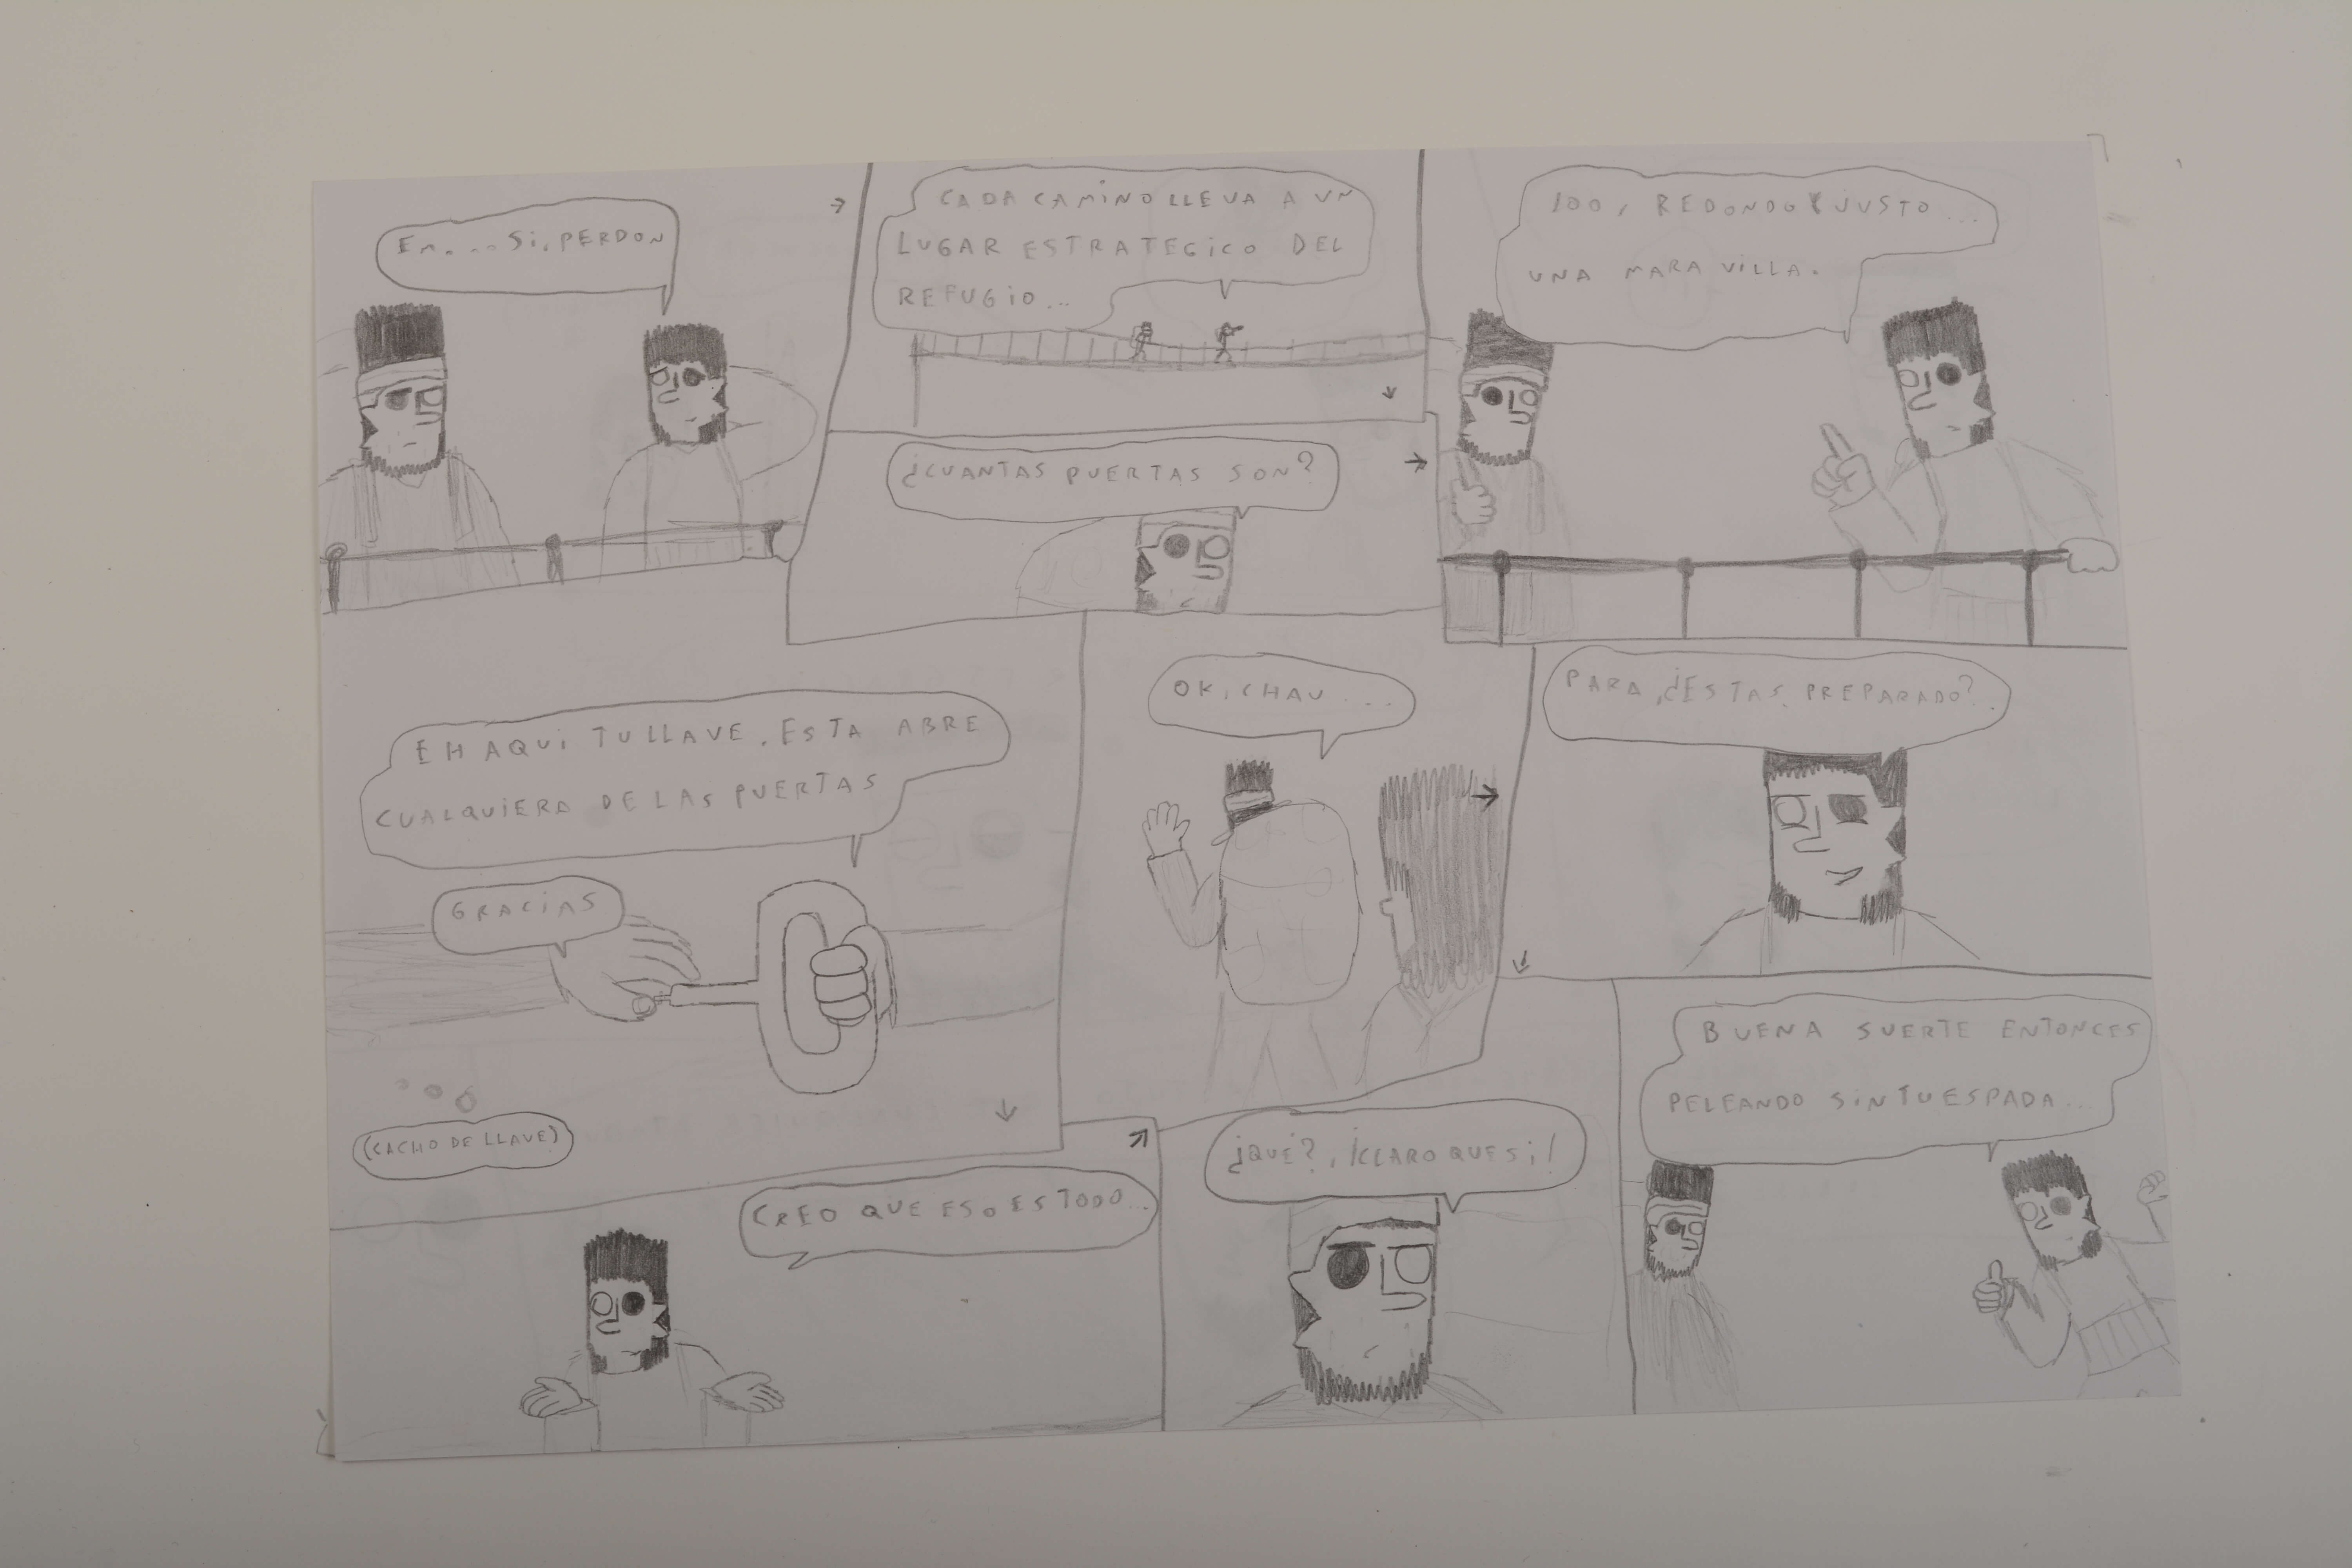 EM.... Si, PERDON
CADA CAMiNO LLEVA A UN
LUGAR ESTRATEGiCO DEL
REFUGiO...
¿CUANTAS PUERTAS SON?
100, REDONDO Y JUSTO...
UNA MARAVILLA.
EH AQUi TU LLAVE. ESTA ABRE
CUALQUiERA DE LAS PUERTAS
GRACiAS
(CACHO DE LLAVE)
CREO QUE ESO ES TODO...
OK, CHAU...
PARA, ¿ESTAS PREPARADO?..
¿QUE?, ¡CLARO QUE Si!
BUENA SUERTE ENTONCES
PELEANDO SiN TU ESPADA...